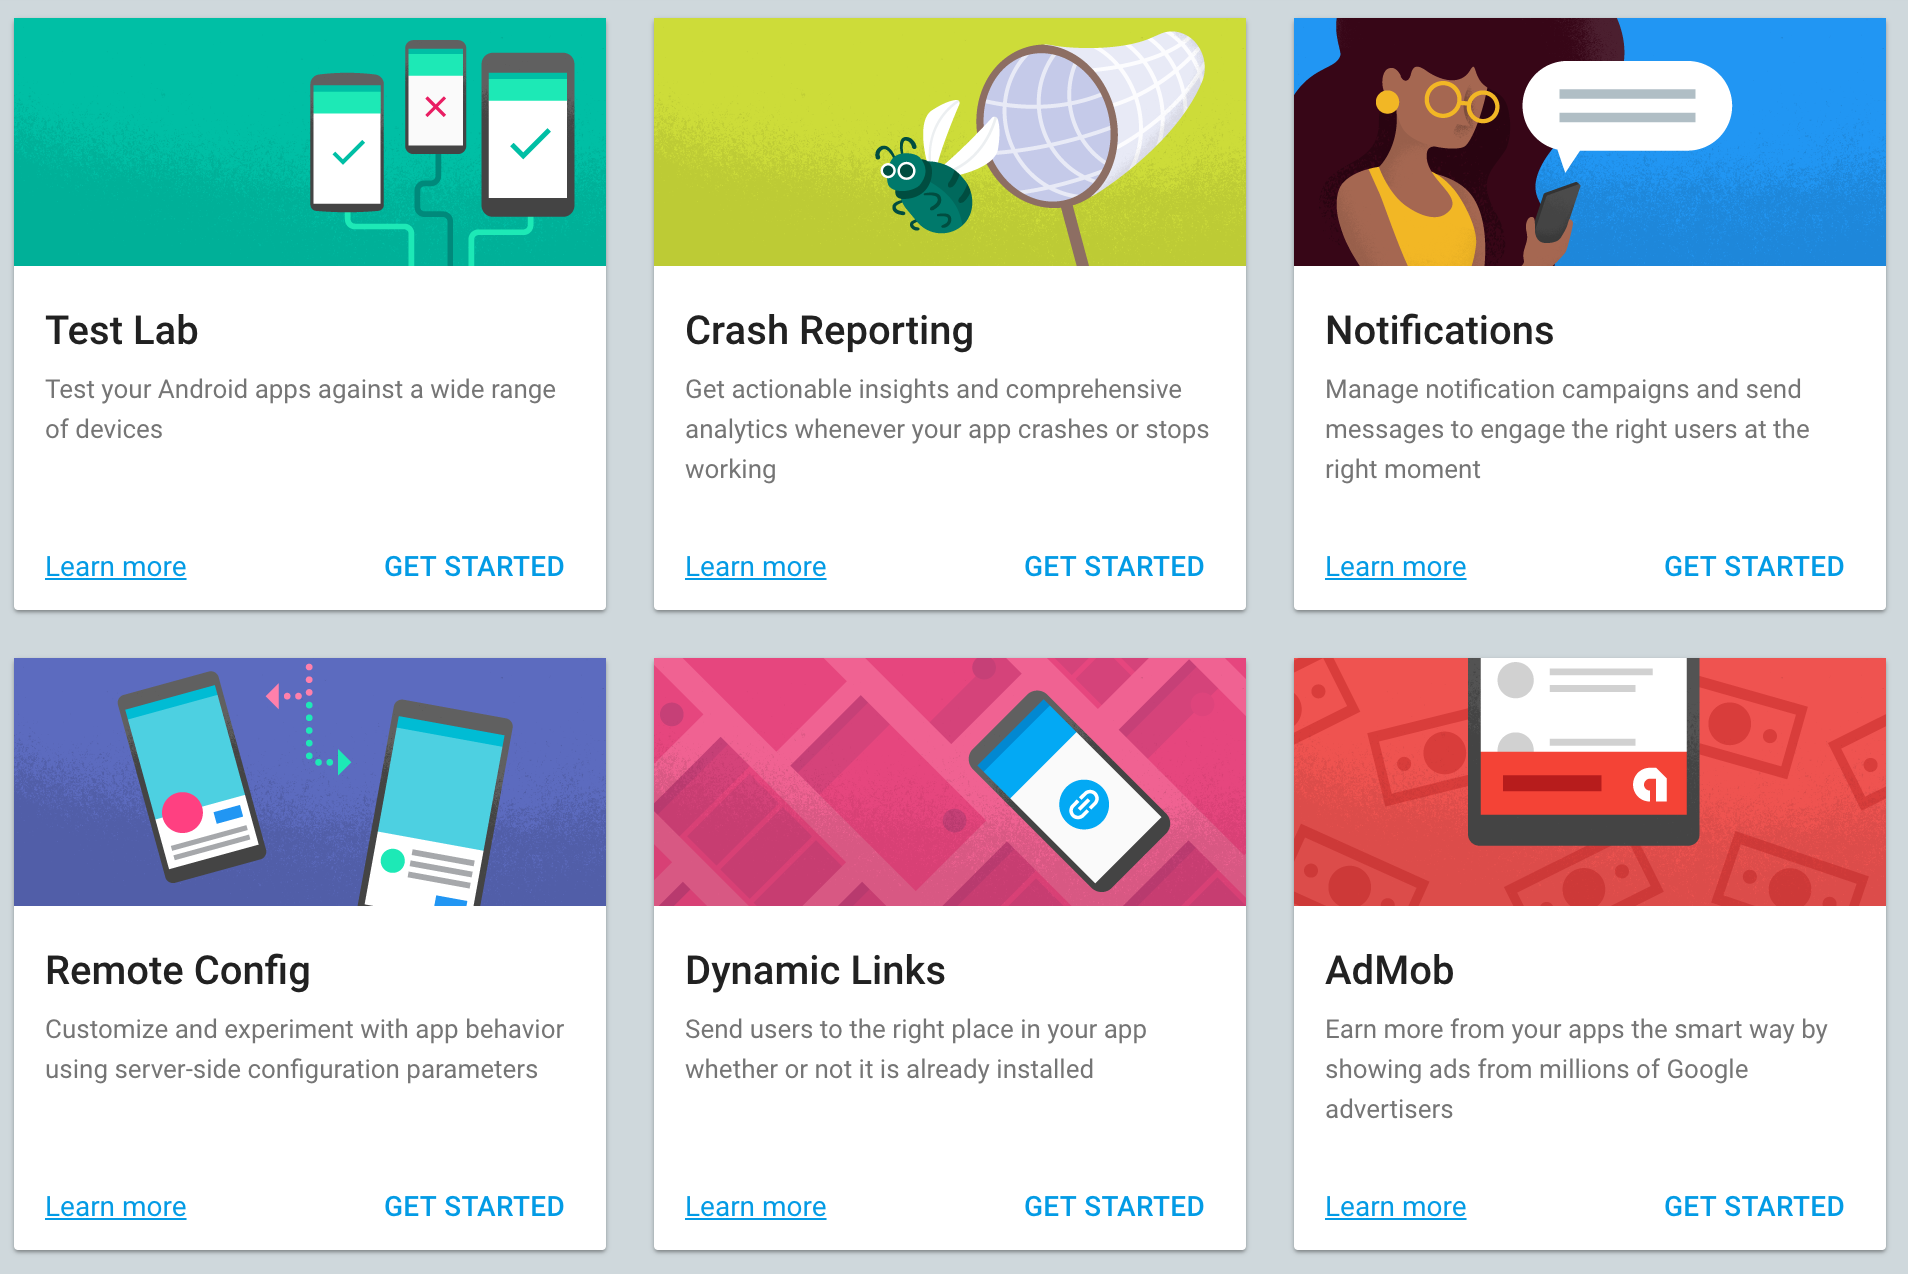 Test Lab
Test your Android apps against a wide range
of devices
Learn more
GET STARTED
Crash Reporting
Get actionable insights and comprehensive
analytics whenever your app crashes or stops
working
Learn more
GET STARTED
Notifications
Manage notification campaigns and send
messages to engage the right users at the
right moment
Learn more
GET STARTED
Remote Config
Customize and experiment with app behavior
using server-side configuration parameters
Learn more
GET STARTED
Dynamic Links
Send users to the right place in your app
whether or not it is already installed
Learn more
GET STARTED
AdMob
Earn more from your apps the smart way by
showing ads from millions of Google
advertisers
Learn more
GET STARTED